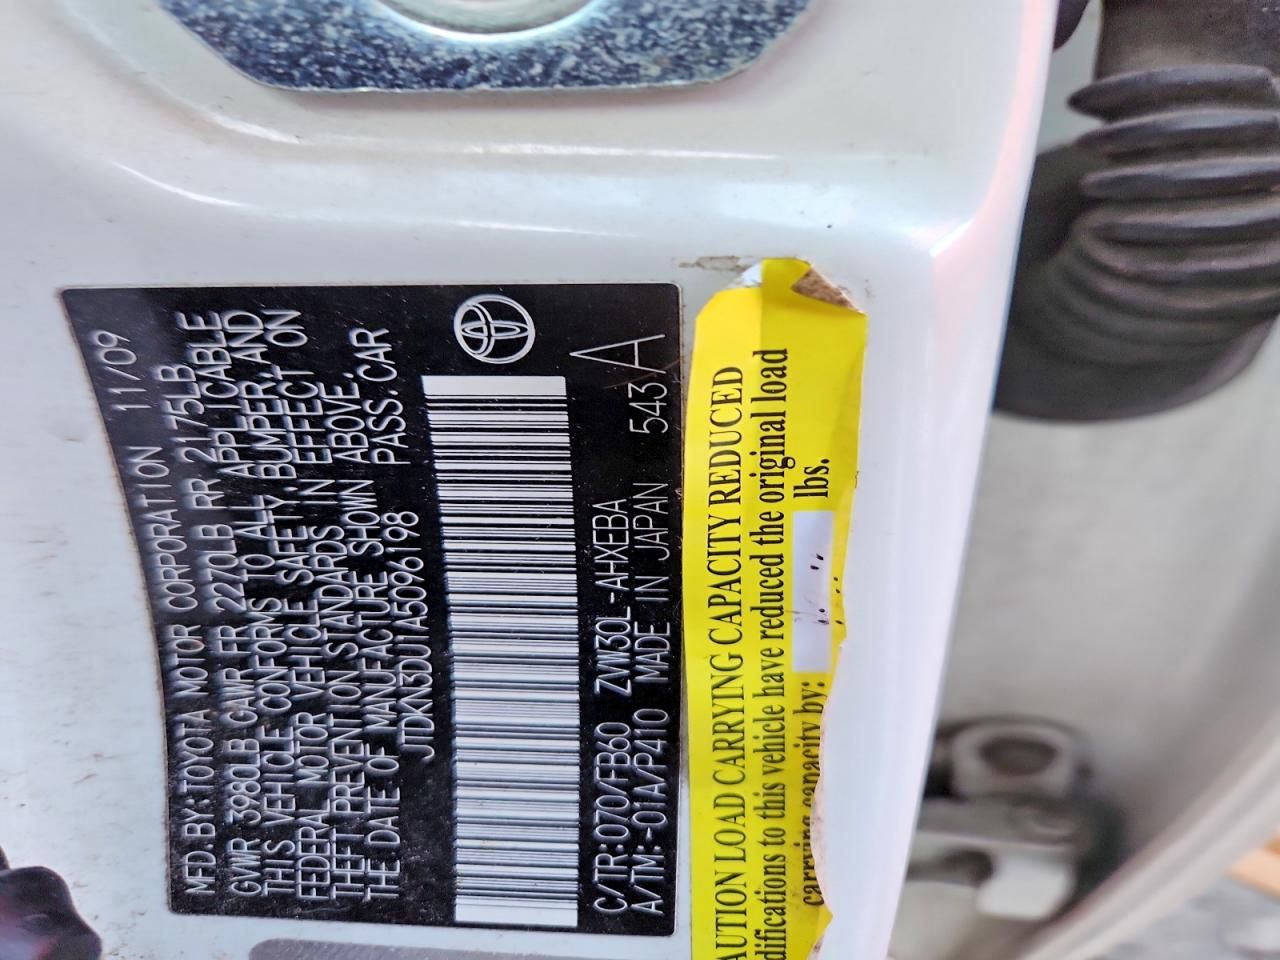 MFD. BY: TOYOTA MOTOR CORPORATION 11/09
GVWR 3980LB GAWR FR 2270LB RR 2175LB
THIS VEHICLE CONFORMS TO ALL APPLICABLE
FEDERAL MOTOR VEHICLE SAFETY, BUMPER, AND
THEFT PREVENTION STANDARDS IN EFFECT ON
THE DATE OF MANUFACTURE SHOWN ABOVE.
JTDKN3DU1A5096198 PASS. CAR
C/TR:070/FB60 ZVW30L-AHXEBA
A/TM:-01A/P410 MADE IN JAPAN 543 A
AUTION LOAD CARRYING CAPACITY REDUCED
difications to this vehicle have reduced the original load
carrying capacity by: lbs.